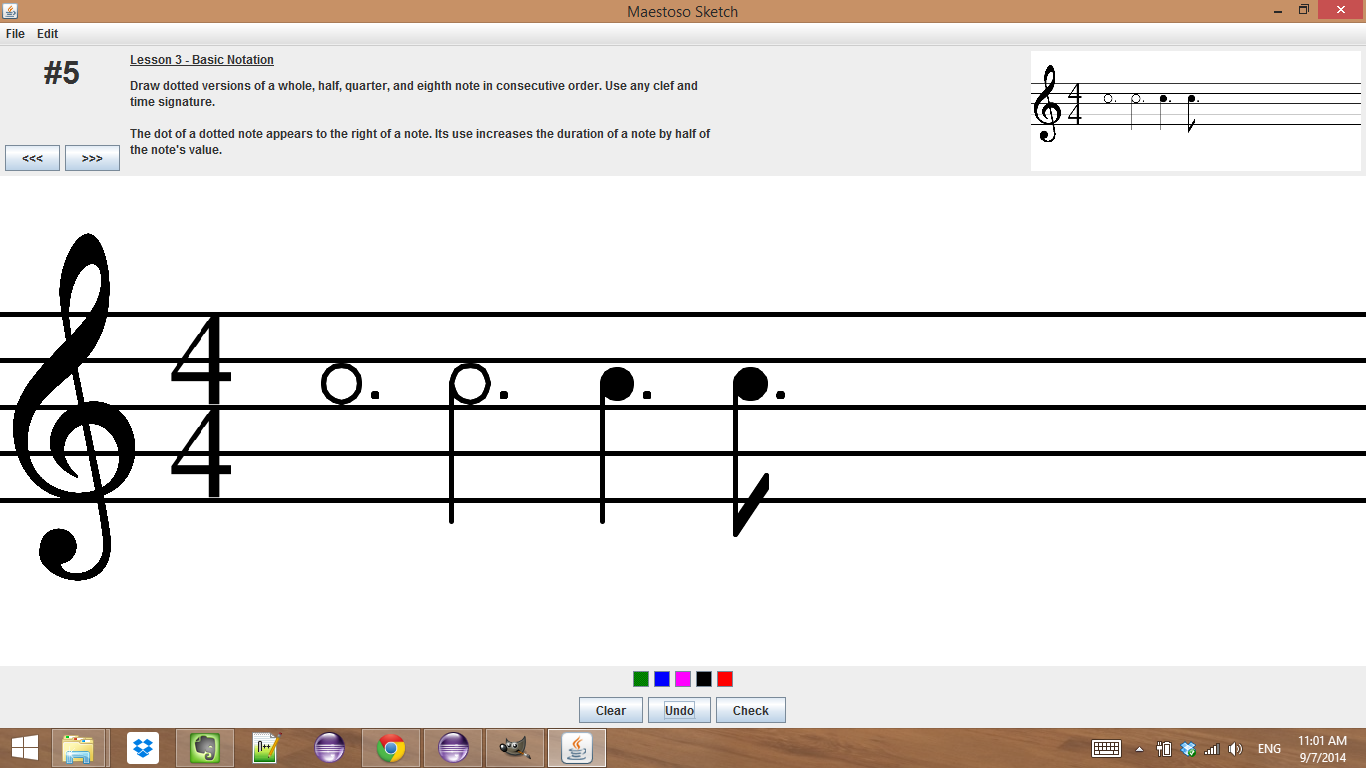 Maestoso Sketch
File Edit
#5
Lesson 3 - Basic Notation
Draw dotted versions of a whole, half, quarter, and eighth note in consecutive order. Use any clef and
time signature.
The dot of a dotted note appears to the right of a note. Its use increases the duration of a note by half of
the note's value.
<<< >>>
4
4
4
4
Clear Undo Check
ENG
11:01 AM
9/7/2014